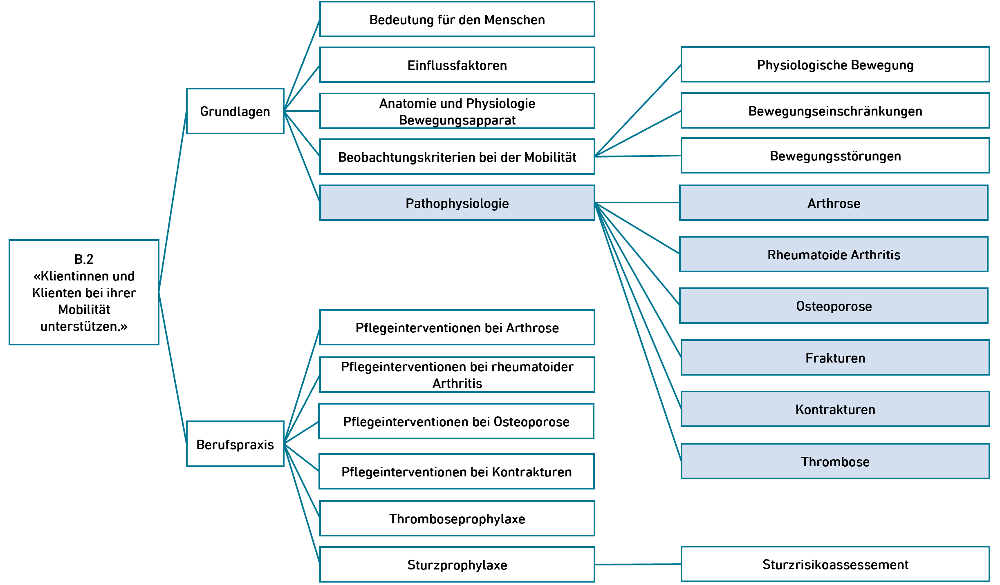 B.2
«Klientinnen und
Klienten bei ihrer
Mobilität
unterstützen.»
Grundlagen
Bedeutung für den Menschen
Einflussfaktoren
Anatomie und Physiologie
Bewegungsapparat
Beobachtungskriterien bei der Mobilität
Physiologische Bewegung
Bewegungseinschränkungen
Bewegungsstörungen
Pathophysiologie
Arthrose
Rheumatoide Arthritis
Osteoporose
Frakturen
Kontrakturen
Thrombose
Berufspraxis
Pflegeinterventionen bei Arthrose
Pflegeinterventionen bei rheumatoider
Arthritis
Pflegeinterventionen bei Osteoporose
Pflegeinterventionen bei Kontrakturen
Thromboseprophylaxe
Sturzprophylaxe
Sturzrisikoassessement